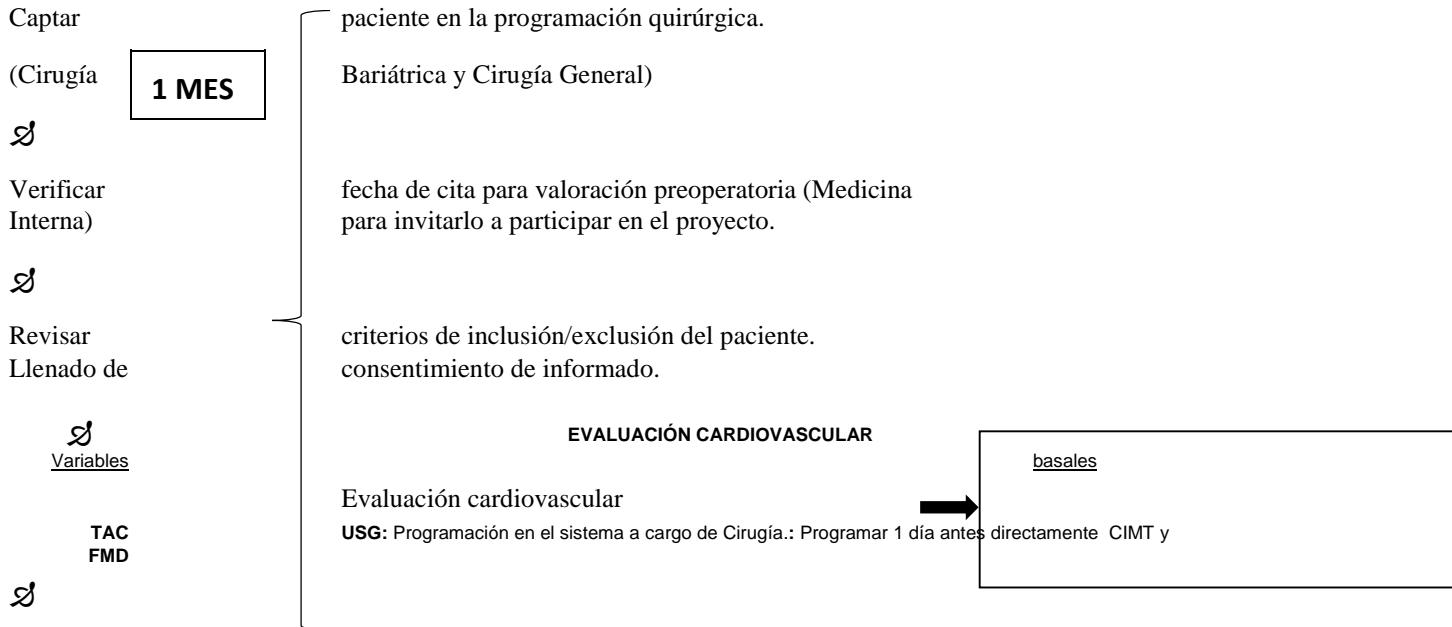 Captar paciente en la programación quirúrgica.
(Cirugía Bariátrica y Cirugía General)
1 MES
Verificar fecha de cita para valoración preoperatoria (Medicina
Interna) para invitarlo a participar en el proyecto.
Revisar criterios de inclusión/exclusión del paciente.
Llenado de consentimiento de informado.
EVALUACIÓN CARDIOVASCULAR
Variables basales
Evaluación cardiovascular
TAC USG: Programación en el sistema a cargo de Cirugía.: Programar 1 día antes directamente CIMT y
FMD